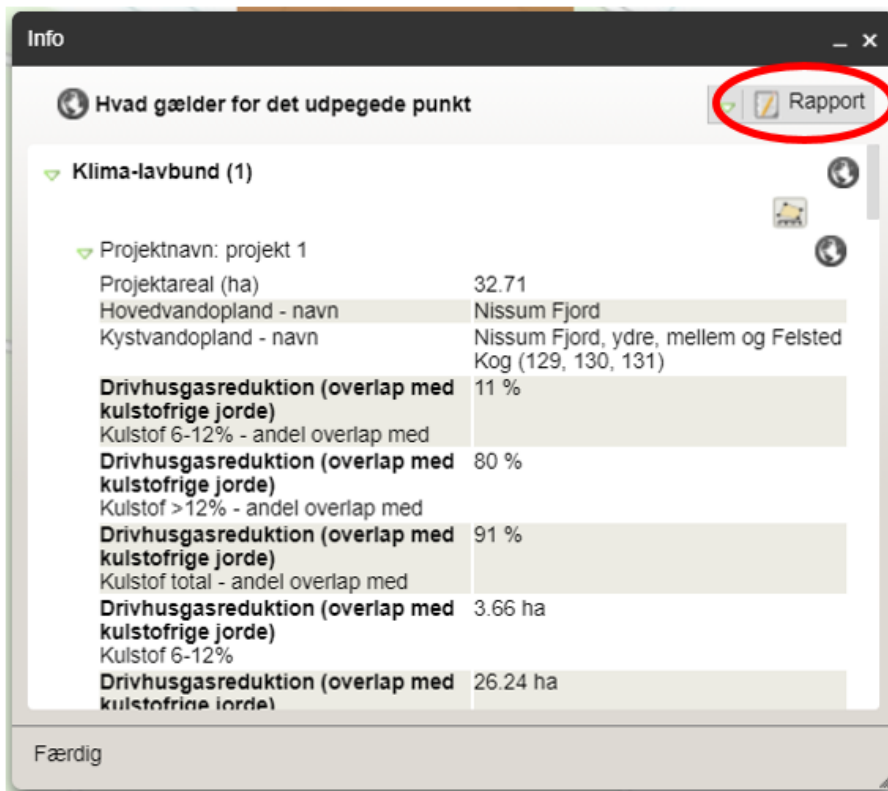 Info
Hvad gælder for det udpegede punkt
Rapport
Klima-lavbund (1)
Projektnavn: projekt 1
Projektareal (ha) 32.71
Hovedvandopland - navn Nissum Fjord
Kystvandopland - navn Nissum Fjord, ydre, mellem og Felsted
Kog (129, 130, 131)
Drivhusgasreduktion (overlap med 11 %
kulstofrige jorde)
Kulstof 6-12% - andel overlap med
Drivhusgasreduktion (overlap med 80 %
kulstofrige jorde)
Kulstof >12% - andel overlap med
Drivhusgasreduktion (overlap med 91 %
kulstofrige jorde)
Kulstof total - andel overlap med
Drivhusgasreduktion (overlap med 3.66 ha
kulstofrige jorde)
Kulstof 6-12%
Drivhusgasreduktion (overlap med 26.24 ha
kulstofrige jorde)
Færdig